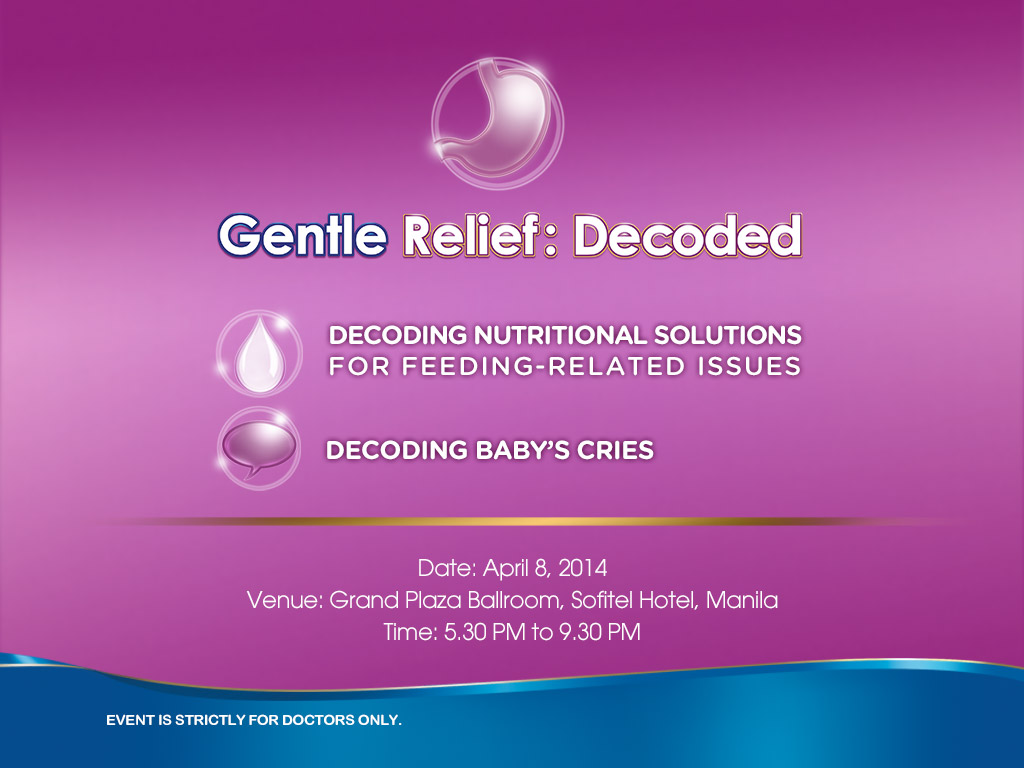 Gentle Relief: Decoded
DECODING NUTRITIONAL SOLUTIONS
FOR FEEDING-RELATED ISSUES
DECODING BABY'S CRIES
Date: April 8, 2014
Venue: Grand Plaza Ballroom, Sofitel Hotel, Manila
Time: 5.30 PM to 9.30 PM
EVENT IS STRICTLY FOR DOCTORS ONLY.